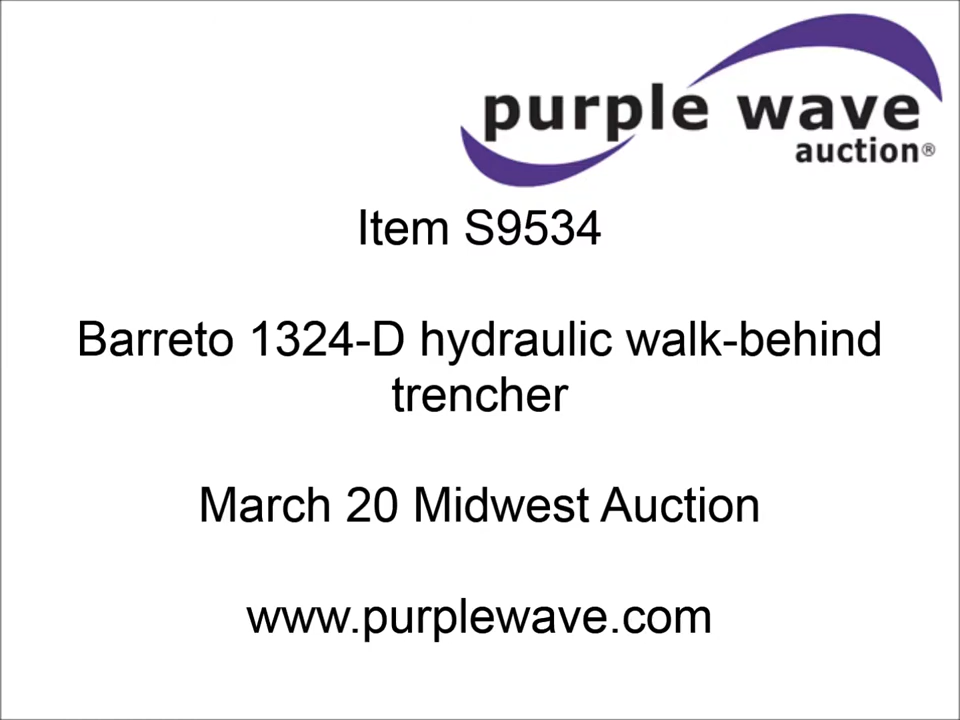 purple wave
auction®
Item S9534
Barreto 1324-D hydraulic walk-behind
trencher
March 20 Midwest Auction
www.purplewave.com